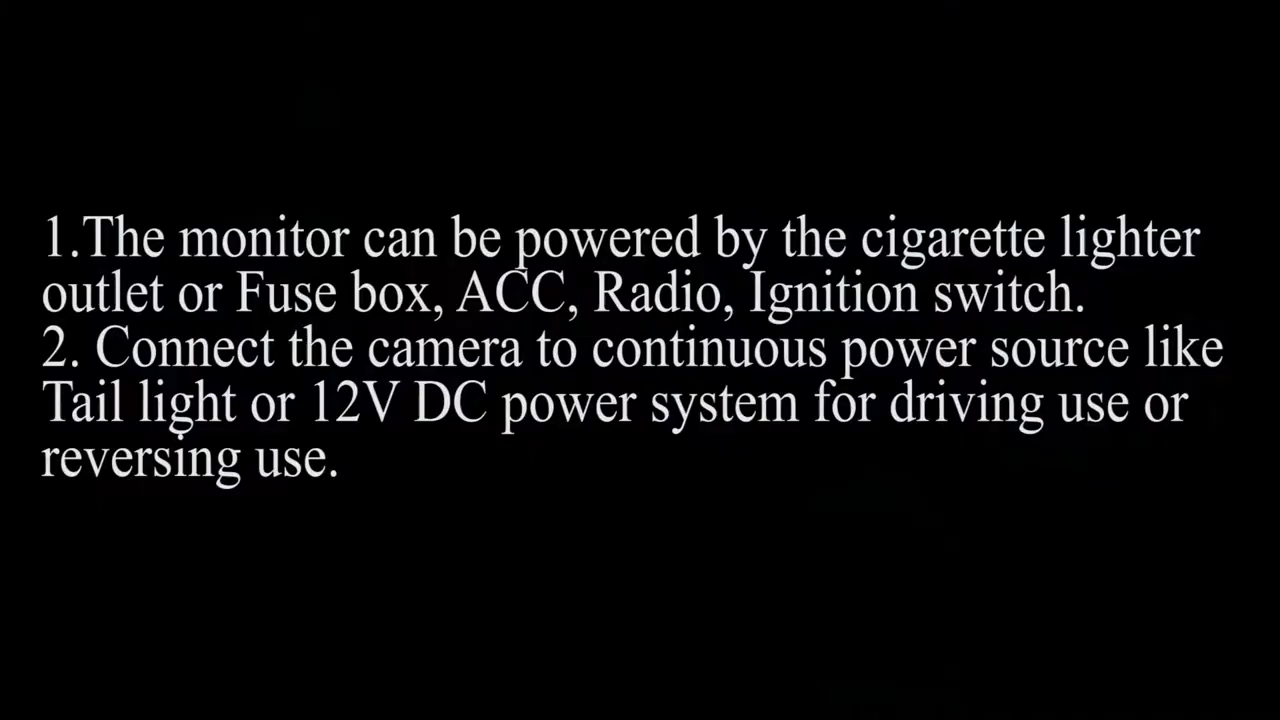 1.The monitor can be powered by the cigarette lighter
outlet or Fuse box, ACC, Radio, Ignition switch.
2. Connect the camera to continuous power source like
Tail light or 12V DC power system for driving use or
reversing use.